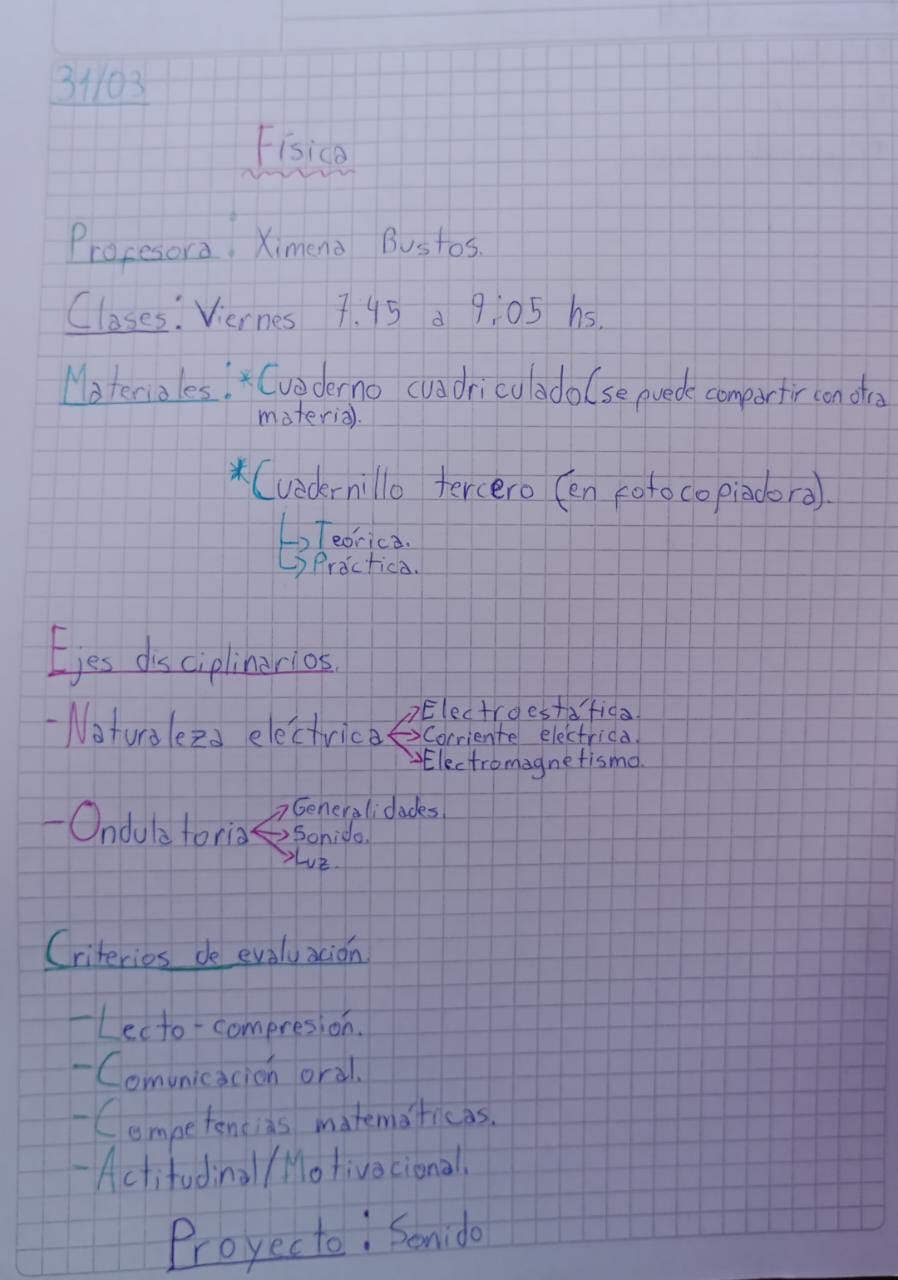 31/03
Física
Profesora: Ximena Bustos.
Clases: Viernes 7.45 a 9:05 hs.
Materiales: *Cuaderno cuadriculado(se puede compartir con otra
materia).
*Cuadernillo tercero (en fotocopiadora).
↳Teórica.
↳Práctica.
Ejes disciplinarios.
-Naturaleza eléctrica
Electroestática.
Corriente eléctrica.
Electromagnetismo.
-Ondulatoria
Generalidades.
Sonido.
Luz.
Criterios de evaluación.
-Lecto-compresión.
-Comunicación oral.
-Competencias matemáticas.
-Actitudinal/Motivacional.
Proyecto: Sonido